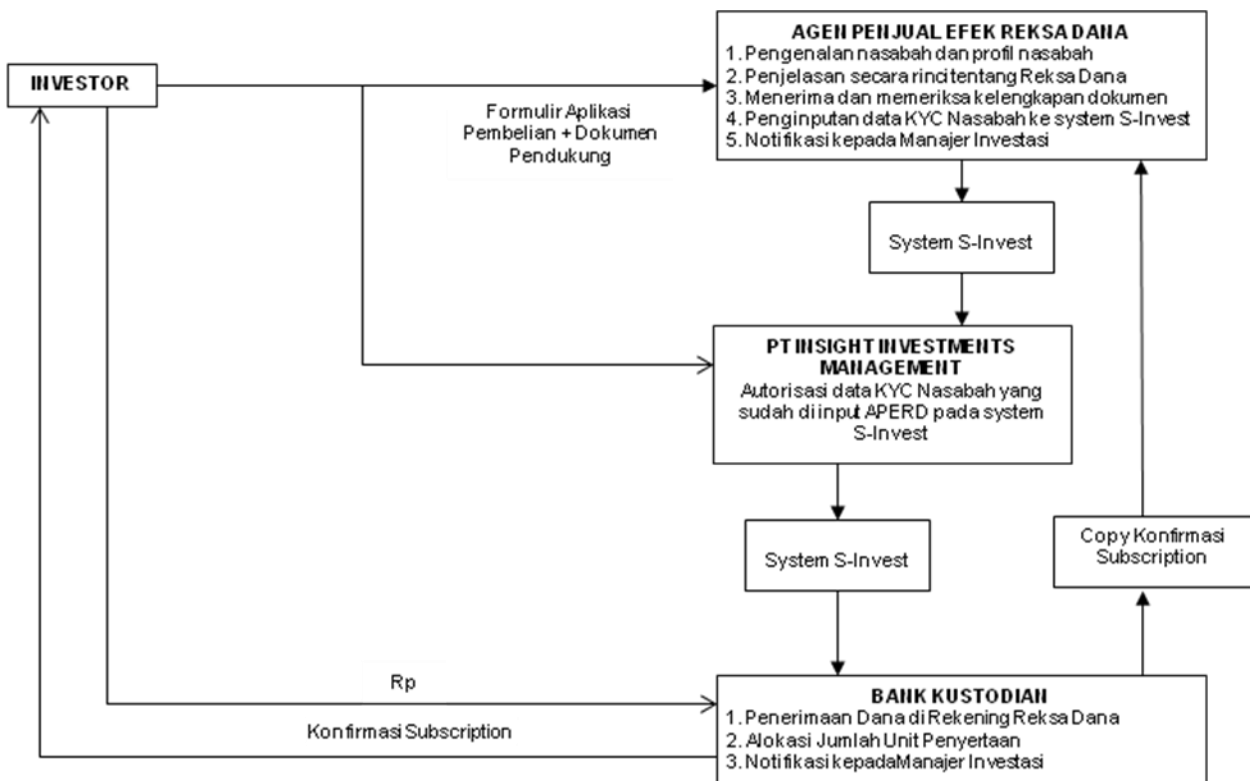 AGEN PENJUAL EFEK REKSA DANA
1. Pengenalan nasabah dan profil nasabah
2. Penjelasan secara rinci tentang Reksa Dana
3. Menerima dan memeriksa kelengkapan dokumen
4. Penginputan data KYC Nasabah ke system S-Invest
5. Notifikasi kepada Manajer Investasi
INVESTOR
Formulir Aplikasi
Pembelian + Dokumen
Pendukung
System S-Invest
PT INSIGHT INVESTMENTS
MANAGEMENT
Autorisasi data KYC Nasabah yang
sudah di input APERD pada system
S-Invest
System S-Invest
Copy Konfirmasi
Subscription
Rp
Konfirmasi Subscription
BANK KUSTODIAN
1. Penerimaan Dana di Rekening Reksa Dana
2. Alokasi Jumlah Unit Penyertaan
3. Notifikasi kepada Manajer Investasi